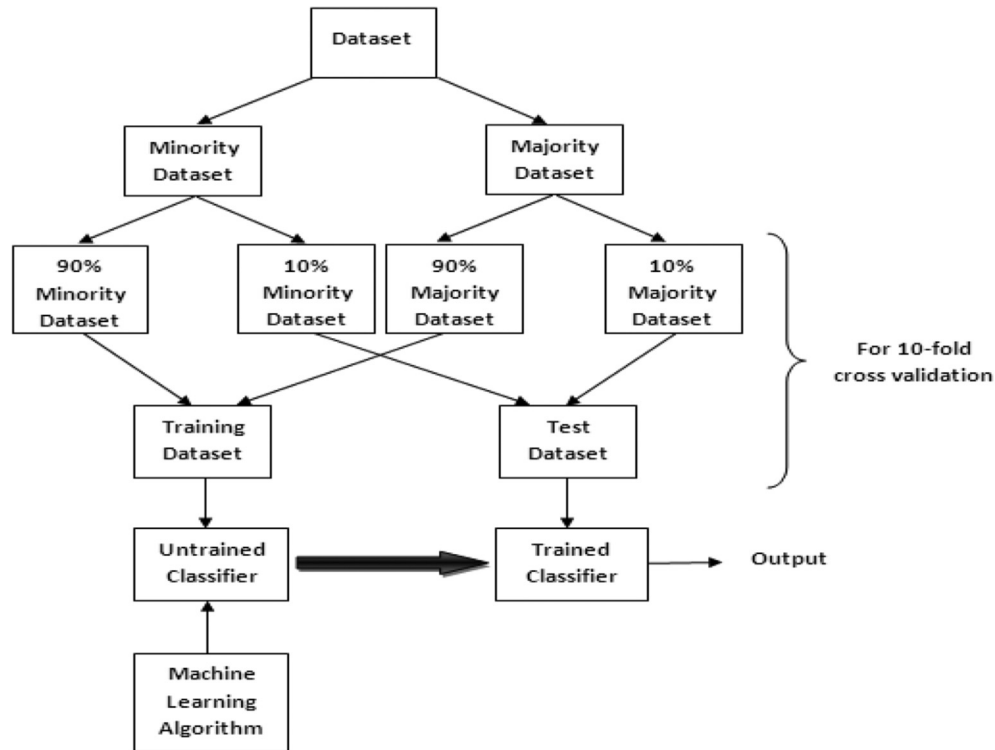 Dataset
Minority
Dataset
Majority
Dataset
90%
Minority
Dataset
10%
Minority
Dataset
90%
Majority
Dataset
10%
Majority
Dataset
For 10-fold
cross validation
Training
Dataset
Test
Dataset
Untrained
Classifier
Trained
Classifier
Output
Machine
Learning
Algorithm